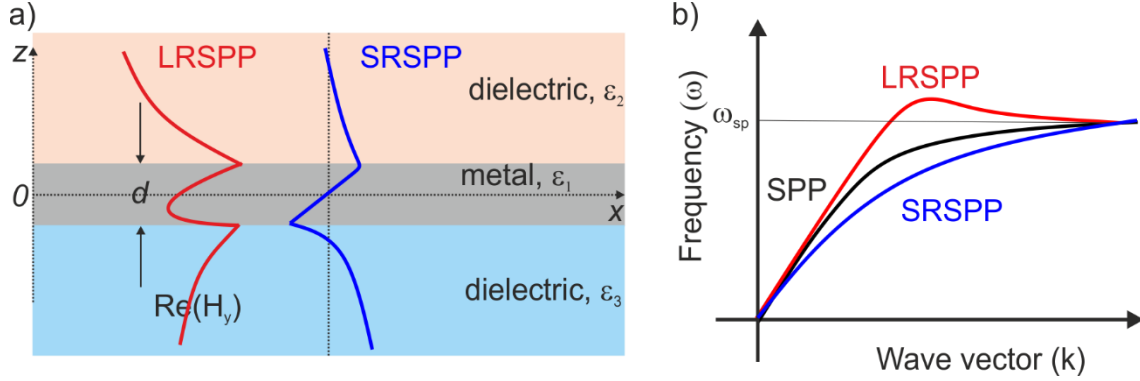 a)
z
LRSPP
SRSPP
dielectric, ε₂
metal, ε₁
d
0
x
Re(Hy)
dielectric, ε₃
b)
Frequency (ω)
ωsp
LRSPP
SPP
SRSPP
Wave vector (k)